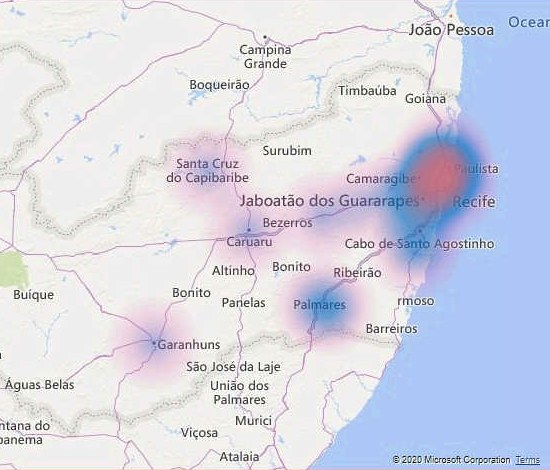 Ocean
João Pessoa
Campina
Grande
Boqueirão
Timbaúba
Goiana
Surubim
Santa Cruz
do Capibaribe
Camaragibe
Paulista
Jaboatão dos Guararapes
Recife
Bezerros
Caruaru
Cabo de Santo Agostinho
Altinho
Bonito
Ribeirão
Buíque
Bonito
Panelas
Palmares
rmoso
Barreiros
Garanhuns
São José da Laje
Águas Belas
União dos
Palmares
Murici
ntana do
panema
Viçosa
Atalaia
© 2020 Microsoft Corporation Terms